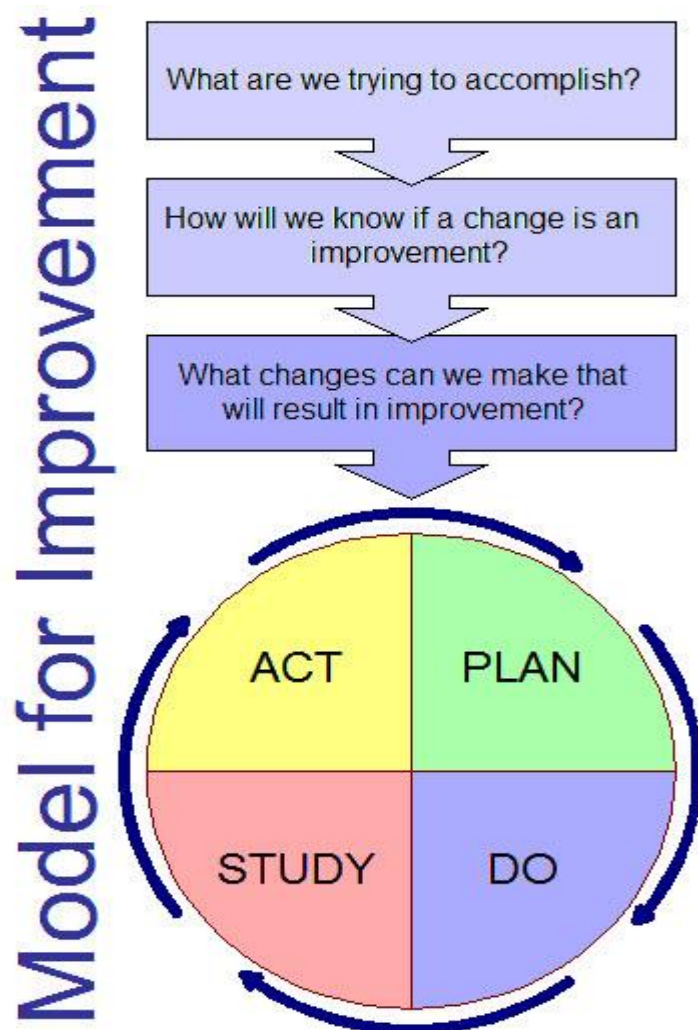 Model for Improvement
What are we trying to accomplish?
How will we know if a change is an
improvement?
What changes can we make that
will result in improvement?
ACT
PLAN
STUDY
DO